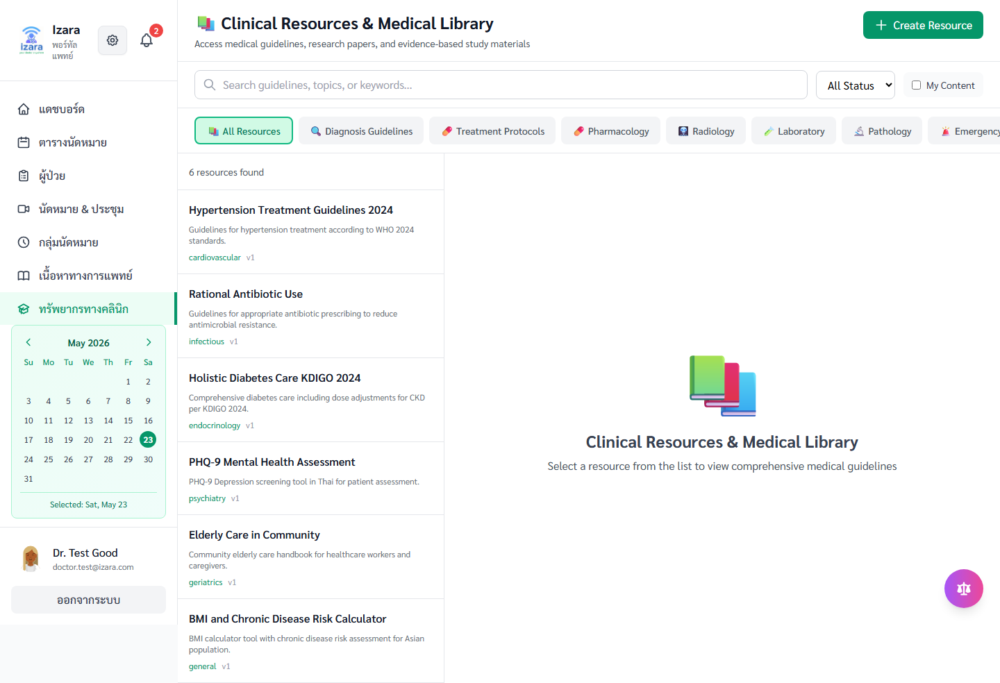 izara
Izara
พอร์ทัล
แพทย์
2
แดชบอร์ด
ตารางนัดหมาย
ผู้ป่วย
นัดหมาย & ประชุม
กลุ่มนัดหมาย
เนื้อหาทางการแพทย์
ทรัพยากรทางคลินิก
May 2026
Su Mo Tu We Th Fr Sa
1 2
3 4 5 6 7 8 9
10 11 12 13 14 15 16
17 18 19 20 21 22 23
24 25 26 27 28 29 30
31
Selected: Sat, May 23
Dr. Test Good
doctor.test@izara.com
ออกจากระบบ
Clinical Resources & Medical Library
Access medical guidelines, research papers, and evidence-based study materials
Create Resource
Search guidelines, topics, or keywords...
All Status
My Content
All Resources
Diagnosis Guidelines
Treatment Protocols
Pharmacology
Radiology
Laboratory
Pathology
Emergency
6 resources found
Hypertension Treatment Guidelines 2024
Guidelines for hypertension treatment according to WHO 2024
standards.
cardiovascular v1
Rational Antibiotic Use
Guidelines for appropriate antibiotic prescribing to reduce
antimicrobial resistance.
infectious v1
Holistic Diabetes Care KDIGO 2024
Comprehensive diabetes care including dose adjustments for CKD
per KDIGO 2024.
endocrinology v1
PHQ-9 Mental Health Assessment
PHQ-9 Depression screening tool in Thai for patient assessment.
psychiatry v1
Elderly Care in Community
Community elderly care handbook for healthcare workers and
caregivers.
geriatrics v1
BMI and Chronic Disease Risk Calculator
BMI calculator tool with chronic disease risk assessment for Asian
population.
general v1
Clinical Resources & Medical Library
Select a resource from the list to view comprehensive medical guidelines